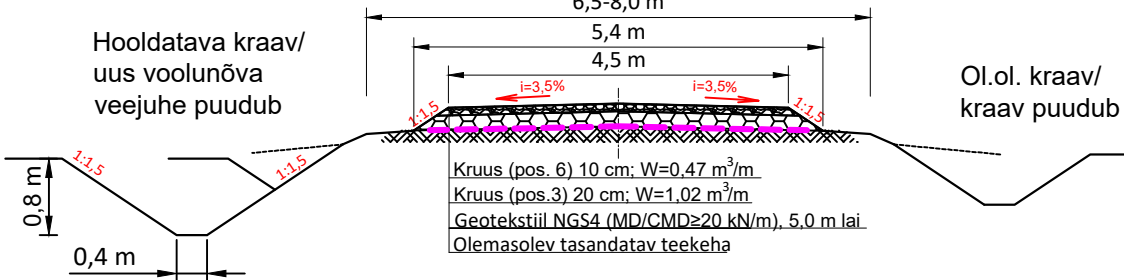 6,5-8,0 m
5,4 m
4,5 m
Hooldatava kraav/
uus voolunõva
veejuhe puudub
Ol.ol. kraav/
kraav puudub
i=3,5%
i=3,5%
1:1,5
1:1,5
1:1,5
1:1,5
0,8 m
0,4 m
Kruus (pos. 6) 10 cm; W=0,47 m³/m
Kruus (pos.3) 20 cm; W=1,02 m³/m
Geotekstiil NGS4 (MD/CMD≥20 kN/m), 5,0 m lai
Olemasolev tasandatav teekeha